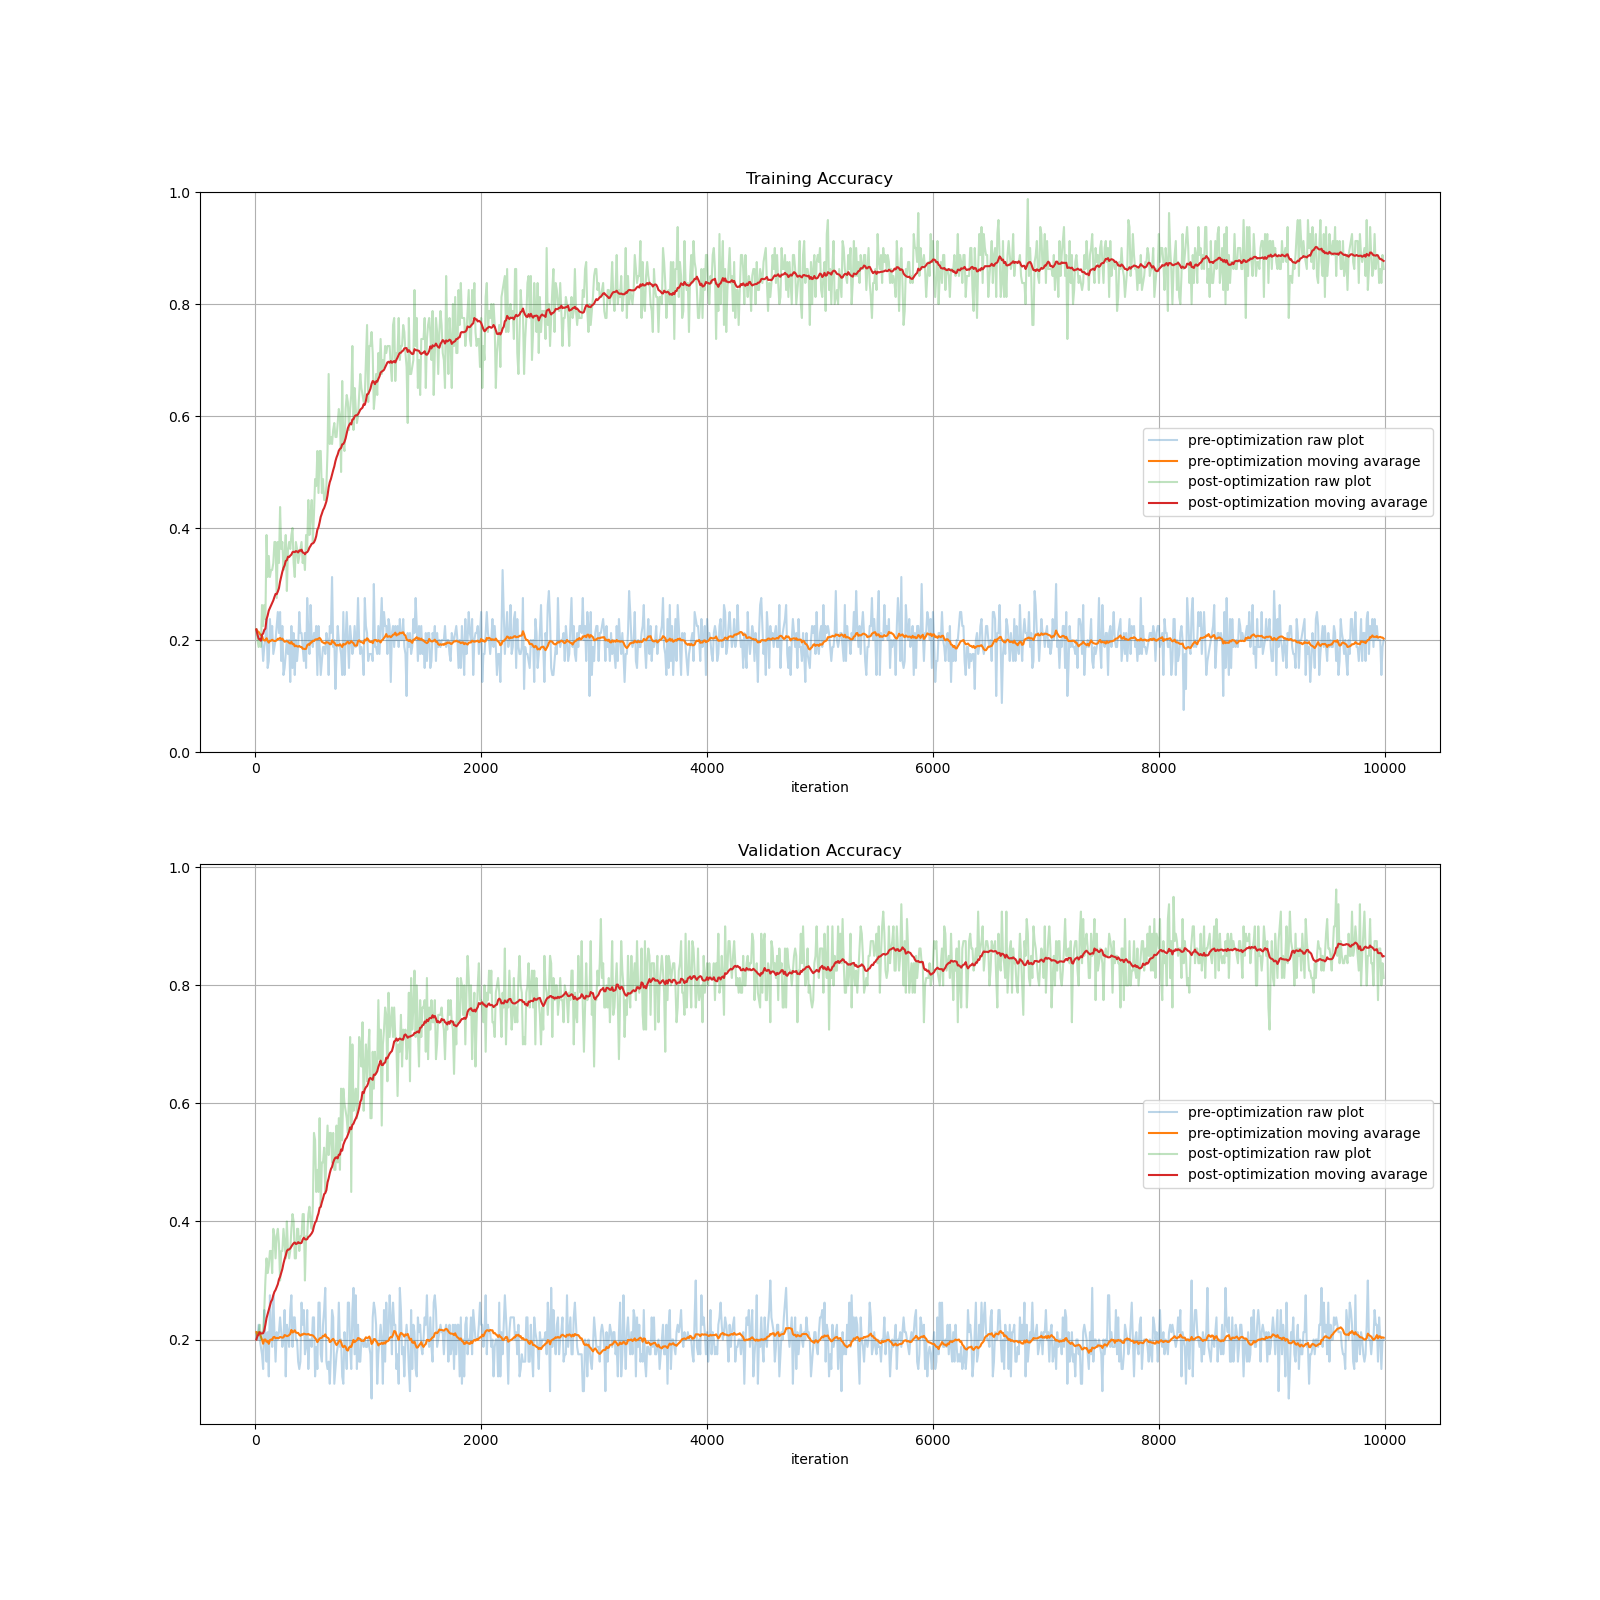 Training Accuracy
1.0
0.8
0.6
0.4
0.2
0.0
pre-optimization raw plot
pre-optimization moving avarage
post-optimization raw plot
post-optimization moving avarage
0 2000 4000 6000 8000 10000
iteration
Validation Accuracy
1.0
0.8
0.6
0.4
0.2
pre-optimization raw plot
pre-optimization moving avarage
post-optimization raw plot
post-optimization moving avarage
0 2000 4000 6000 8000 10000
iteration